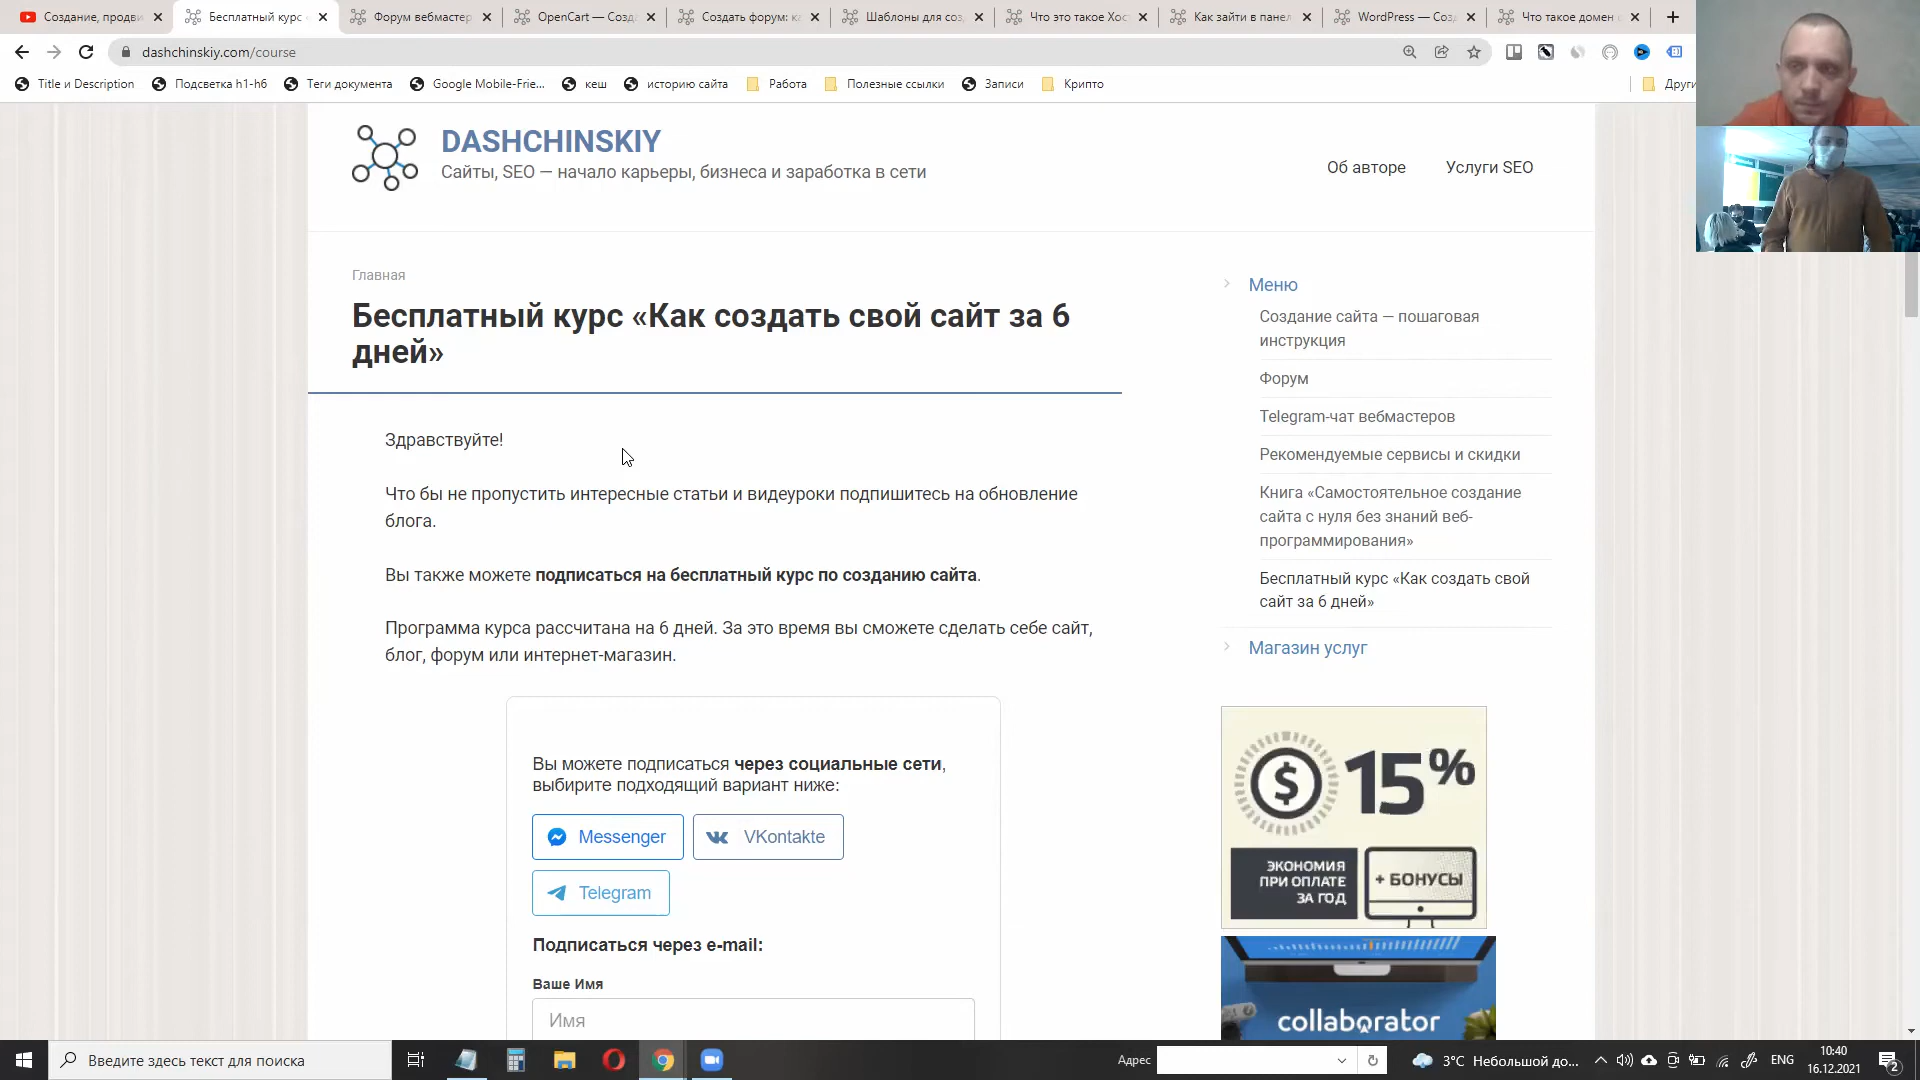 Создание, продви
Бесплатный курс
Форум вебмастер
OpenCart — Созд
Создать форум: к
Шаблоны для соз
Что это такое Хос
Как зайти в панел
WordPress — Соз
Что такое домен
dashchinskiy.com/course
Title и Description
Подсветка h1-h6
Теги документа
Google Mobile-Frie...
кеш
историю сайта
Работа
Полезные ссылки
Записи
Крипто
Други
DASHCHINSKIY
Сайты, SEO — начало карьеры, бизнеса и заработка в сети
Об авторе
Услуги SEO
Главная
Бесплатный курс «Как создать свой сайт за 6
дней»
Здравствуйте!
Что бы не пропустить интересные статьи и видеуроки подпишитесь на обновление
блога.
Вы также можете подписаться на бесплатный курс по созданию сайта.
Программа курса рассчитана на 6 дней. За это время вы сможете сделать себе сайт,
блог, форум или интернет-магазин.
Вы можете подписаться через социальные сети,
выбирите подходящий вариант ниже:
Messenger
VKontakte
Telegram
Подписаться через e-mail:
Ваше Имя
Имя
Меню
Создание сайта — пошаговая
инструкция
Форум
Telegram-чат вебмастеров
Рекомендуемые сервисы и скидки
Книга «Самостоятельное создание
сайта с нуля без знаний веб-
программирования»
Бесплатный курс «Как создать свой
сайт за 6 дней»
Магазин услуг
$ 15%
ЭКОНОМИЯ
ПРИ ОПЛАТЕ
ЗА ГОД
+ БОНУСЫ
collaborator
Введите здесь текст для поиска
Адрес
3°C Небольшой до...
ENG
10:40
16.12.2021
2